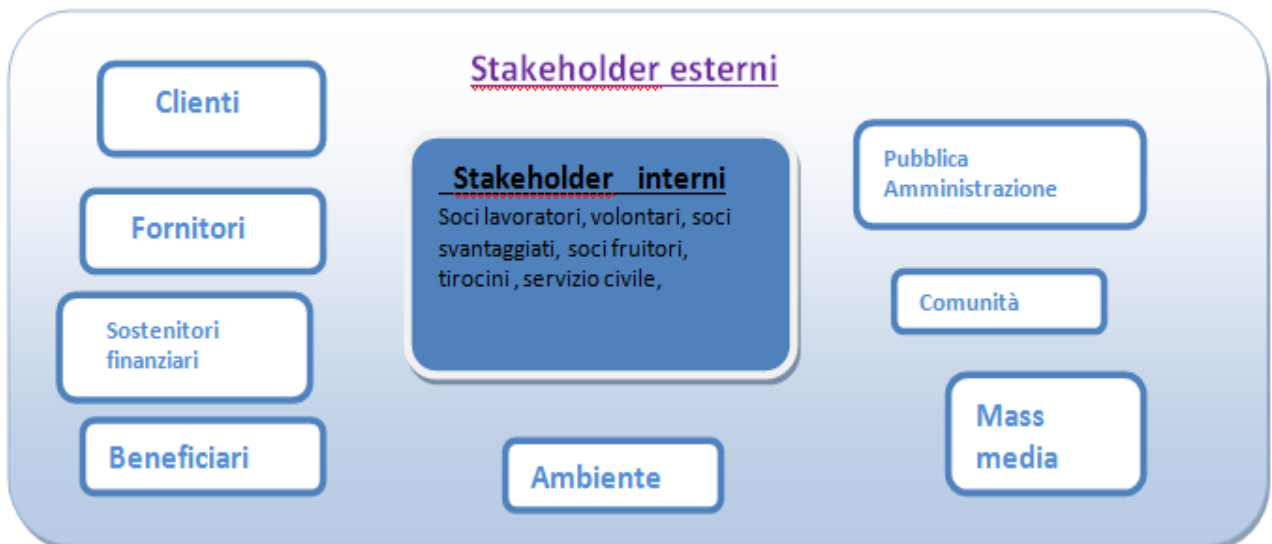 Stakeholder esterni
Clienti
Fornitori
Sostenitori
finanziari
Beneficiari
Stakeholder interni
Soci lavoratori, volontari, soci
svantaggiati, soci fruitori,
tirocini , servizio civile,
Ambiente
Pubblica
Amministrazione
Comunità
Mass
media